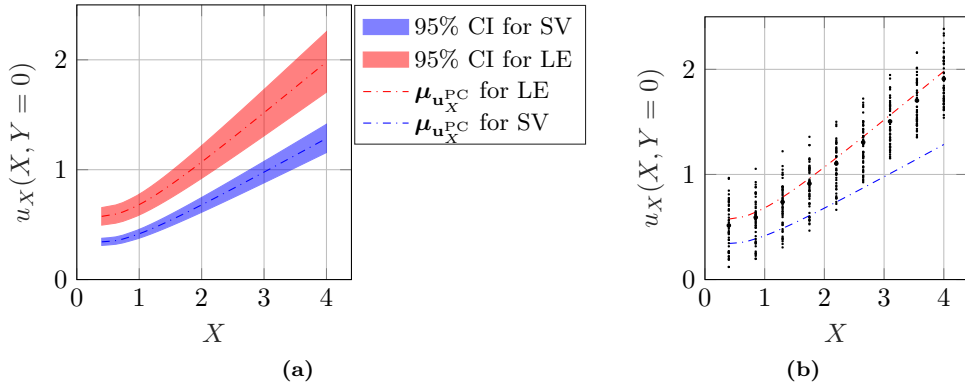 95% CI for SV
95% CI for LE
μ_{u_X^{PC}} for LE
μ_{u_X^{PC}} for SV
u_X(X, Y = 0)
2
1
0
0
1
2
3
4
X
(a)
u_X(X, Y = 0)
2
1
0
0
1
2
3
4
X
(b)